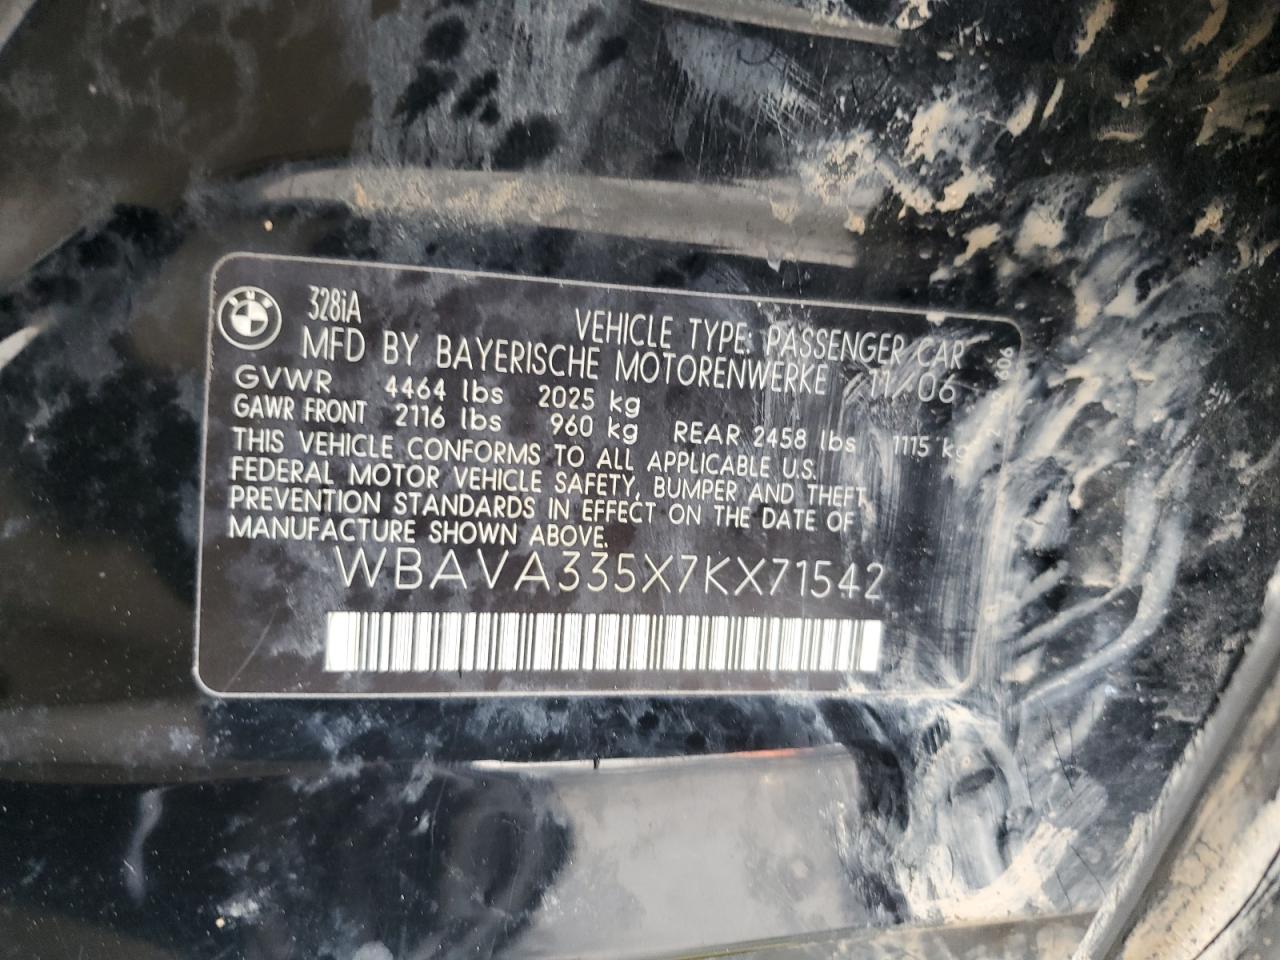 BMW
328iA
VEHICLE TYPE: PASSENGER CAR
MFD BY BAYERISCHE MOTORENWERKE 11/06
GVWR 4464 lbs 2025 kg
GAWR FRONT 2116 lbs 960 kg REAR 2458 lbs 1115 kg
THIS VEHICLE CONFORMS TO ALL APPLICABLE U.S.
FEDERAL MOTOR VEHICLE SAFETY, BUMPER AND THEFT
PREVENTION STANDARDS IN EFFECT ON THE DATE OF
MANUFACTURE SHOWN ABOVE.
WBAVA335X7KX71542